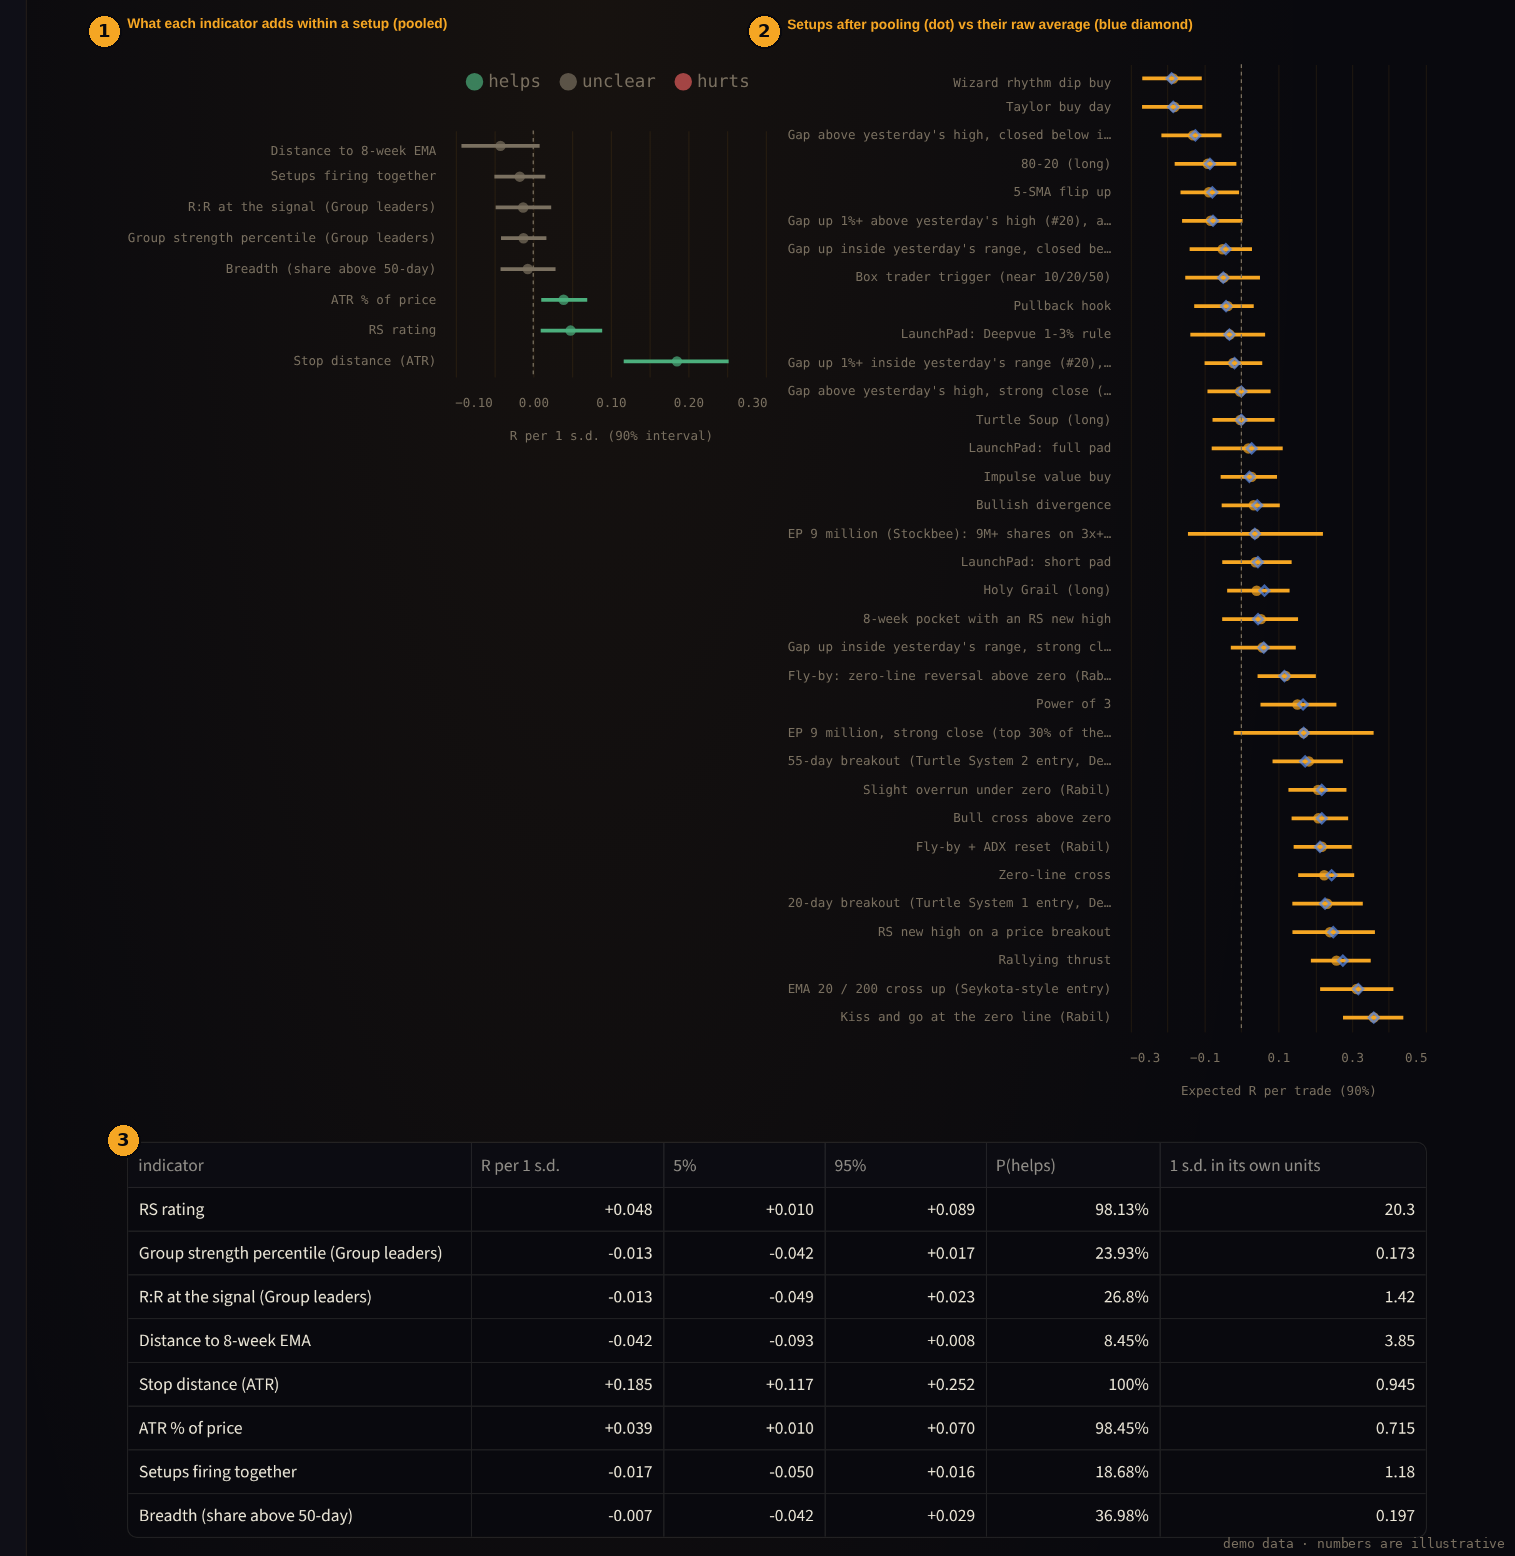 1 What each indicator adds within a setup (pooled)
helps unclear hurts
Distance to 8-week EMA
Setups firing together
R:R at the signal (Group leaders)
Group strength percentile (Group leaders)
Breadth (share above 50-day)
ATR % of price
RS rating
Stop distance (ATR)
−0.10 0.00 0.10 0.20 0.30
R per 1 s.d. (90% interval)
2 Setups after pooling (dot) vs their raw average (blue diamond)
Wizard rhythm dip buy
Taylor buy day
Gap above yesterday's high, closed below i…
80-20 (long)
5-SMA flip up
Gap up 1%+ above yesterday's high (#20), a…
Gap up inside yesterday's range, closed be…
Box trader trigger (near 10/20/50)
Pullback hook
LaunchPad: Deepvue 1-3% rule
Gap up 1%+ inside yesterday's range (#20),…
Gap above yesterday's high, strong close (…
Turtle Soup (long)
LaunchPad: full pad
Impulse value buy
Bullish divergence
EP 9 million (Stockbee): 9M+ shares on 3x+…
LaunchPad: short pad
Holy Grail (long)
8-week pocket with an RS new high
Gap up inside yesterday's range, strong cl…
Fly-by: zero-line reversal above zero (Rab…
Power of 3
EP 9 million, strong close (top 30% of the…
55-day breakout (Turtle System 2 entry, De…
Slight overrun under zero (Rabil)
Bull cross above zero
Fly-by + ADX reset (Rabil)
Zero-line cross
20-day breakout (Turtle System 1 entry, De…
RS new high on a price breakout
Rallying thrust
EMA 20 / 200 cross up (Seykota-style entry)
Kiss and go at the zero line (Rabil)
−0.3 −0.1 0.1 0.3 0.5
Expected R per trade (90%)
3
indicator R per 1 s.d. 5% 95% P(helps) 1 s.d. in its own units
RS rating +0.048 +0.010 +0.089 98.13% 20.3
Group strength percentile (Group leaders) -0.013 -0.042 +0.017 23.93% 0.173
R:R at the signal (Group leaders) -0.013 -0.049 +0.023 26.8% 1.42
Distance to 8-week EMA -0.042 -0.093 +0.008 8.45% 3.85
Stop distance (ATR) +0.185 +0.117 +0.252 100% 0.945
ATR % of price +0.039 +0.010 +0.070 98.45% 0.715
Setups firing together -0.017 -0.050 +0.016 18.68% 1.18
Breadth (share above 50-day) -0.007 -0.042 +0.029 36.98% 0.197
demo data · numbers are illustrative